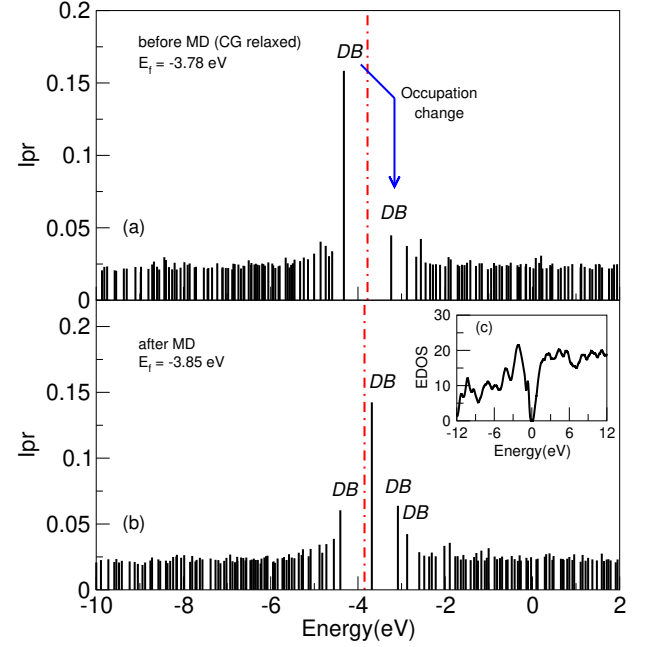 0.2
before MD (CG relaxed)
E_f = -3.78 eV
DB
Occupation
change
0.15
Ipr
0.1
DB
(a)
0.05
0
0.2
after MD
E_f = -3.85 eV
(c)
30
20
10
0
EDOS
-12 -6 0 6 12
Energy(eV)
0.15
DB
Ipr
0.1
DB
DB
DB
0.05
(b)
0
-10 -8 -6 -4 -2 0 2
Energy(eV)